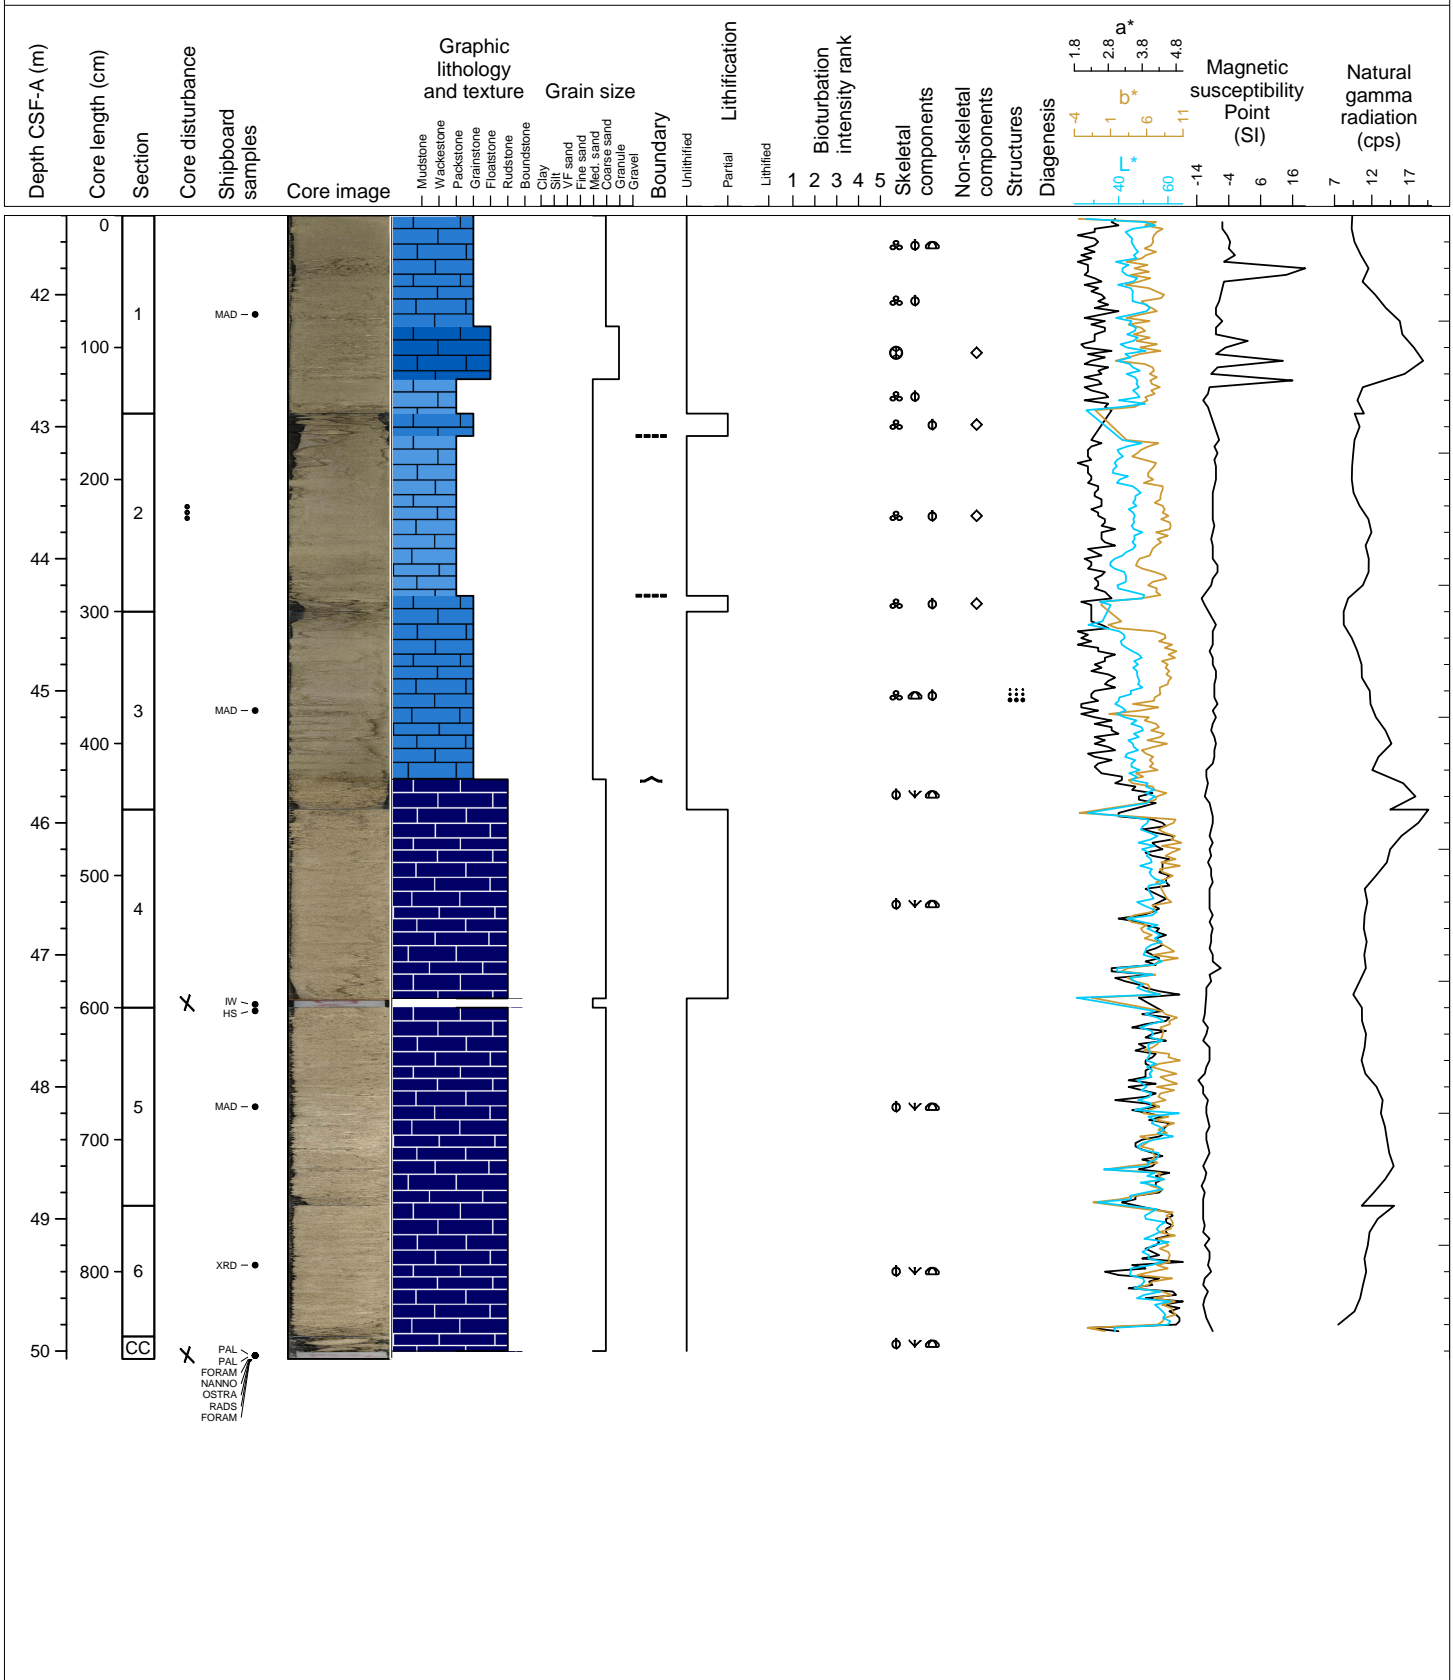 Depth CSF-A (m)
Core length (cm)
Section
Core disturbance
Shipboard
samples
Core image
Graphic
lithology
and texture
Mudstone
Wackestone
Packstone
Grainstone
Floatstone
Rudstone
Boundstone
Grain size
Clay
Silt
VF sand
Fine sand
Med. sand
Coarse sand
Granule
Gravel
Boundary
Lithification
Unlithified
Partial
Lithified
Bioturbation
intensity rank
1 2 3 4 5
Skeletal
components
Non-skeletal
components
Structures
Diagenesis
a*
1.8 2.8 3.8 4.8
b*
-4 1 6 11
L*
40 60
Magnetic
susceptibility
Point
(SI)
-14 -4 6 16
Natural
gamma
radiation
(cps)
7 12 17
0
42
1
MAD
100
43
200
2
44
300
45
3
MAD
400
46
500
4
47
IW
600
HS
48
5
MAD
700
49
XRD
6
800
50
CC
PAL
PAL
FORAM
NANNO
OSTRA
RADS
FORAM